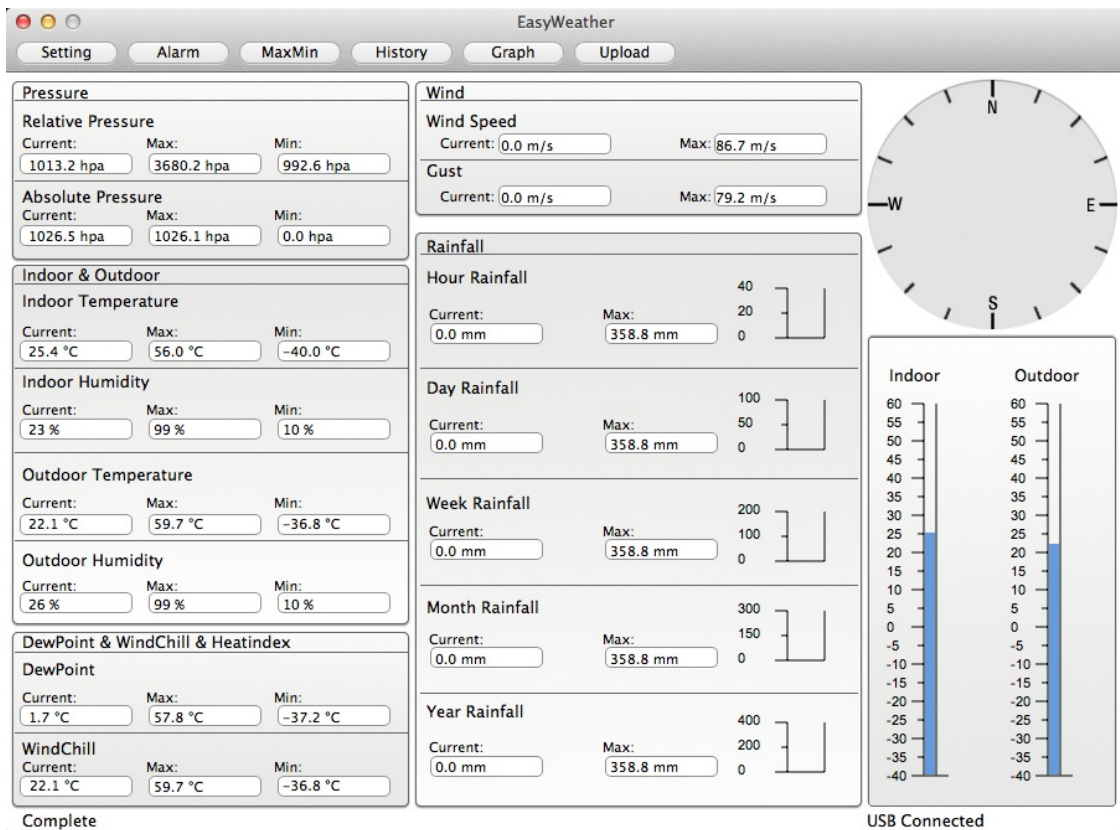 EasyWeather
Setting Alarm MaxMin History Graph Upload
Pressure
Relative Pressure
Current: Max: Min:
1013.2 hpa 3680.2 hpa 992.6 hpa
Absolute Pressure
Current: Max: Min:
1026.5 hpa 1026.1 hpa 0.0 hpa
Indoor & Outdoor
Indoor Temperature
Current: Max: Min:
25.4 °C 56.0 °C -40.0 °C
Indoor Humidity
Current: Max: Min:
23 % 99 % 10 %
Outdoor Temperature
Current: Max: Min:
22.1 °C 59.7 °C -36.8 °C
Outdoor Humidity
Current: Max: Min:
26 % 99 % 10 %
DewPoint & WindChill & Heatindex
DewPoint
Current: Max: Min:
1.7 °C 57.8 °C -37.2 °C
WindChill
Current: Max: Min:
22.1 °C 59.7 °C -36.8 °C
Complete
Wind
Wind Speed
Current: 0.0 m/s Max: 86.7 m/s
Gust
Current: 0.0 m/s Max: 79.2 m/s
Rainfall
Hour Rainfall
40
20
0
Current: Max:
0.0 mm 358.8 mm
Day Rainfall
100
50
0
Current: Max:
0.0 mm 358.8 mm
Week Rainfall
200
100
0
Current: Max:
0.0 mm 358.8 mm
Month Rainfall
300
150
0
Current: Max:
0.0 mm 358.8 mm
Year Rainfall
400
200
0
Current: Max:
0.0 mm 358.8 mm
N
W E
S
Indoor Outdoor
60 60
55 55
50 50
45 45
40 40
35 35
30 30
25 25
20 20
15 15
10 10
5 5
0 0
-5 -5
-10 -10
-15 -15
-20 -20
-25 -25
-30 -30
-35 -35
-40 -40
USB Connected